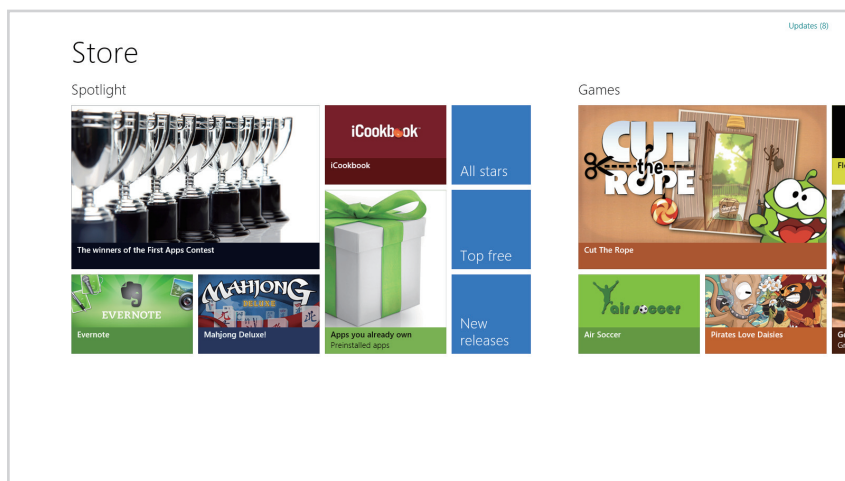 Updates (8)
Store
Spotlight
The winners of the First Apps Contest
iCookbook
iCookbook
All stars
Top free
EVERNOTE
Evernote
MAHJONG
DELUXE
Mahjong Deluxe!
Apps you already own
Preinstalled apps
New
releases
Games
CUT
the
ROPE
Cut The Rope
air soccer
Air Soccer
Pirates Love Daisies